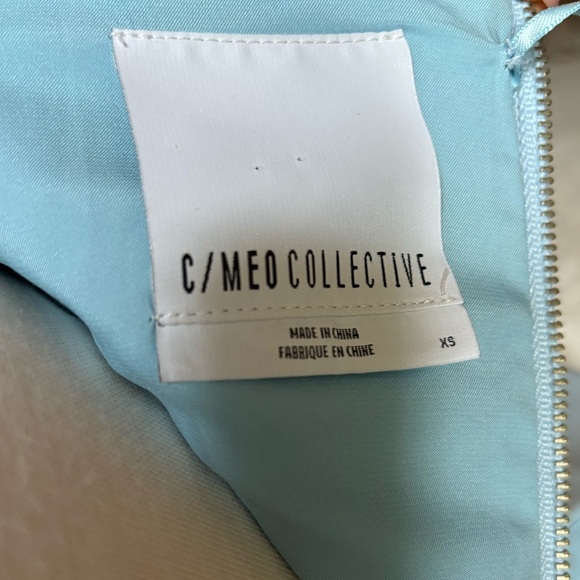 C/MEO COLLECTIVE
MADE IN CHINA
FABRIQUE EN CHINE
XS